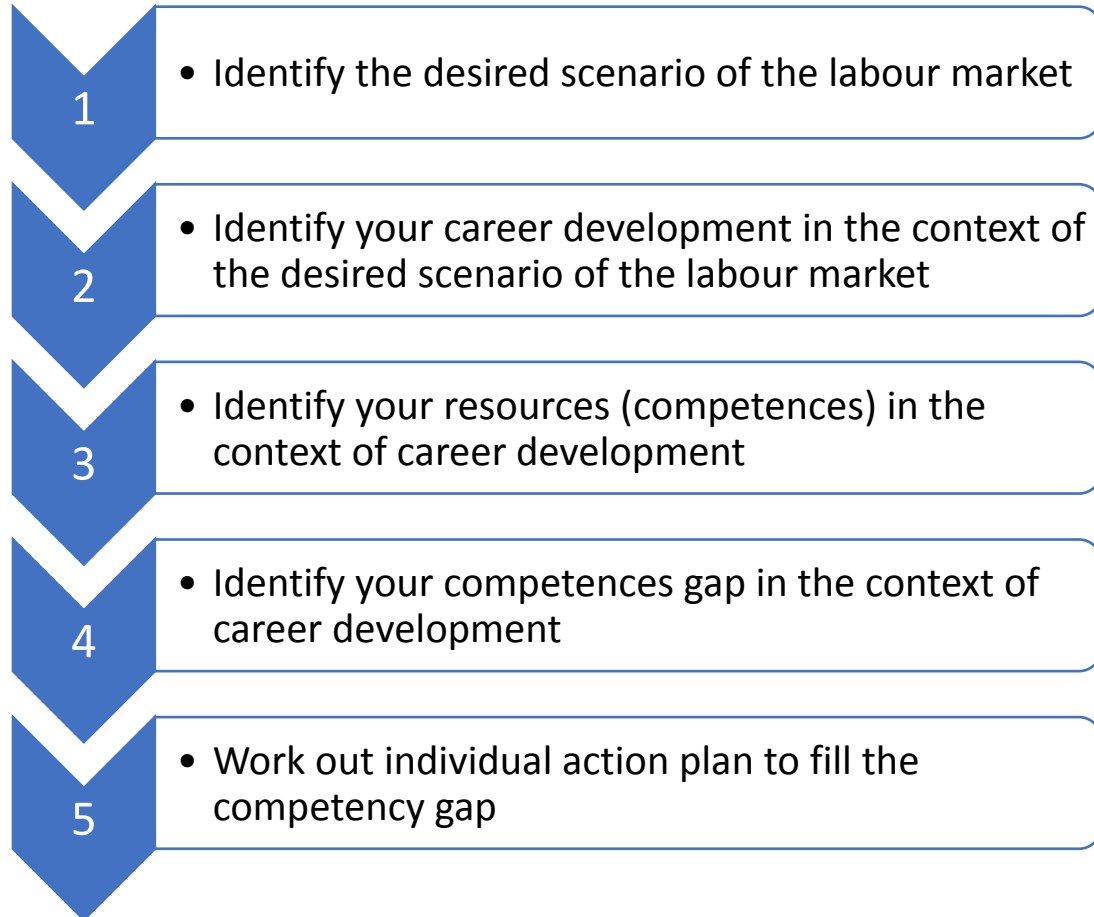 1
• Identify the desired scenario of the labour market
2
• Identify your career development in the context of
the desired scenario of the labour market
3
• Identify your resources (competences) in the
context of career development
4
• Identify your competences gap in the context of
career development
5
• Work out individual action plan to fill the
competency gap